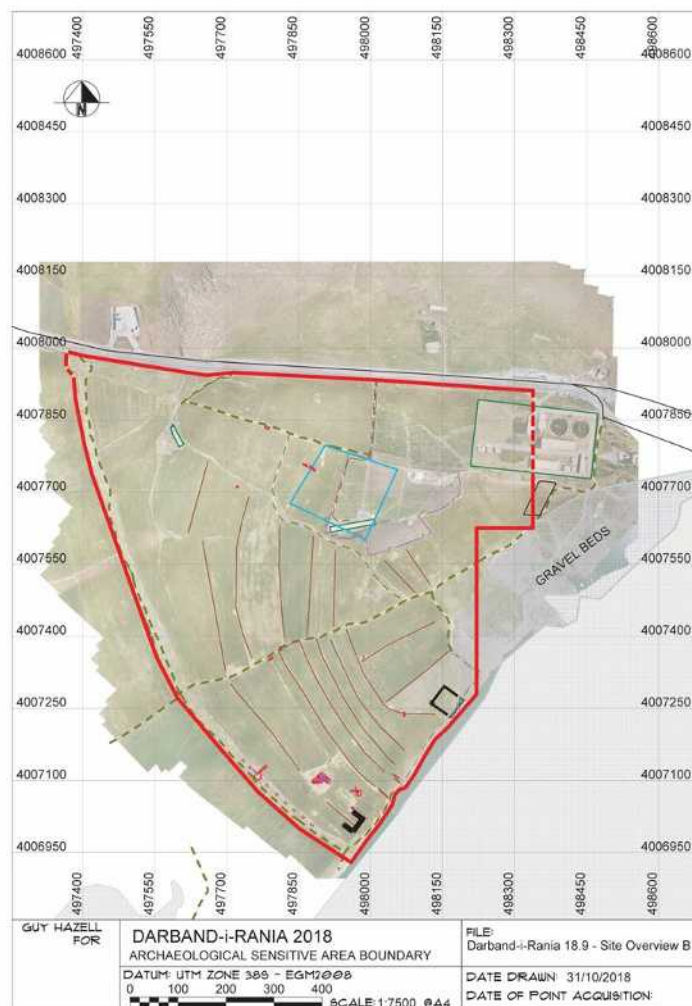 497400 497550 497700 497850 498000 498150 498300 498450 498600
4008600 4008600
N
4008450 4008450
4008300 4008300
4008150 4008150
4008000 4008000
4007850 4007850
4007700 4007700
4007550 4007550
GRAVEL BEDS
4007400 4007400
4007250 4007250
4007100 4007100
4006950 4006950
497400 497550 497700 497850 498000 498150 498300 498450 498600
GUY HAZELL
FOR
DARBAND-i-RANIA 2018
ARCHAEOLOGICAL SENSITIVE AREA BOUNDARY
DATUM: UTM ZONE 38S - EGM2008
0 100 200 300 400
SCALE 1:7500 @A4
FILE:
Darband-i-Rania 18.9 - Site Overview B
DATE DRAWN: 31/10/2018
DATE OF POINT ACQUISITION: